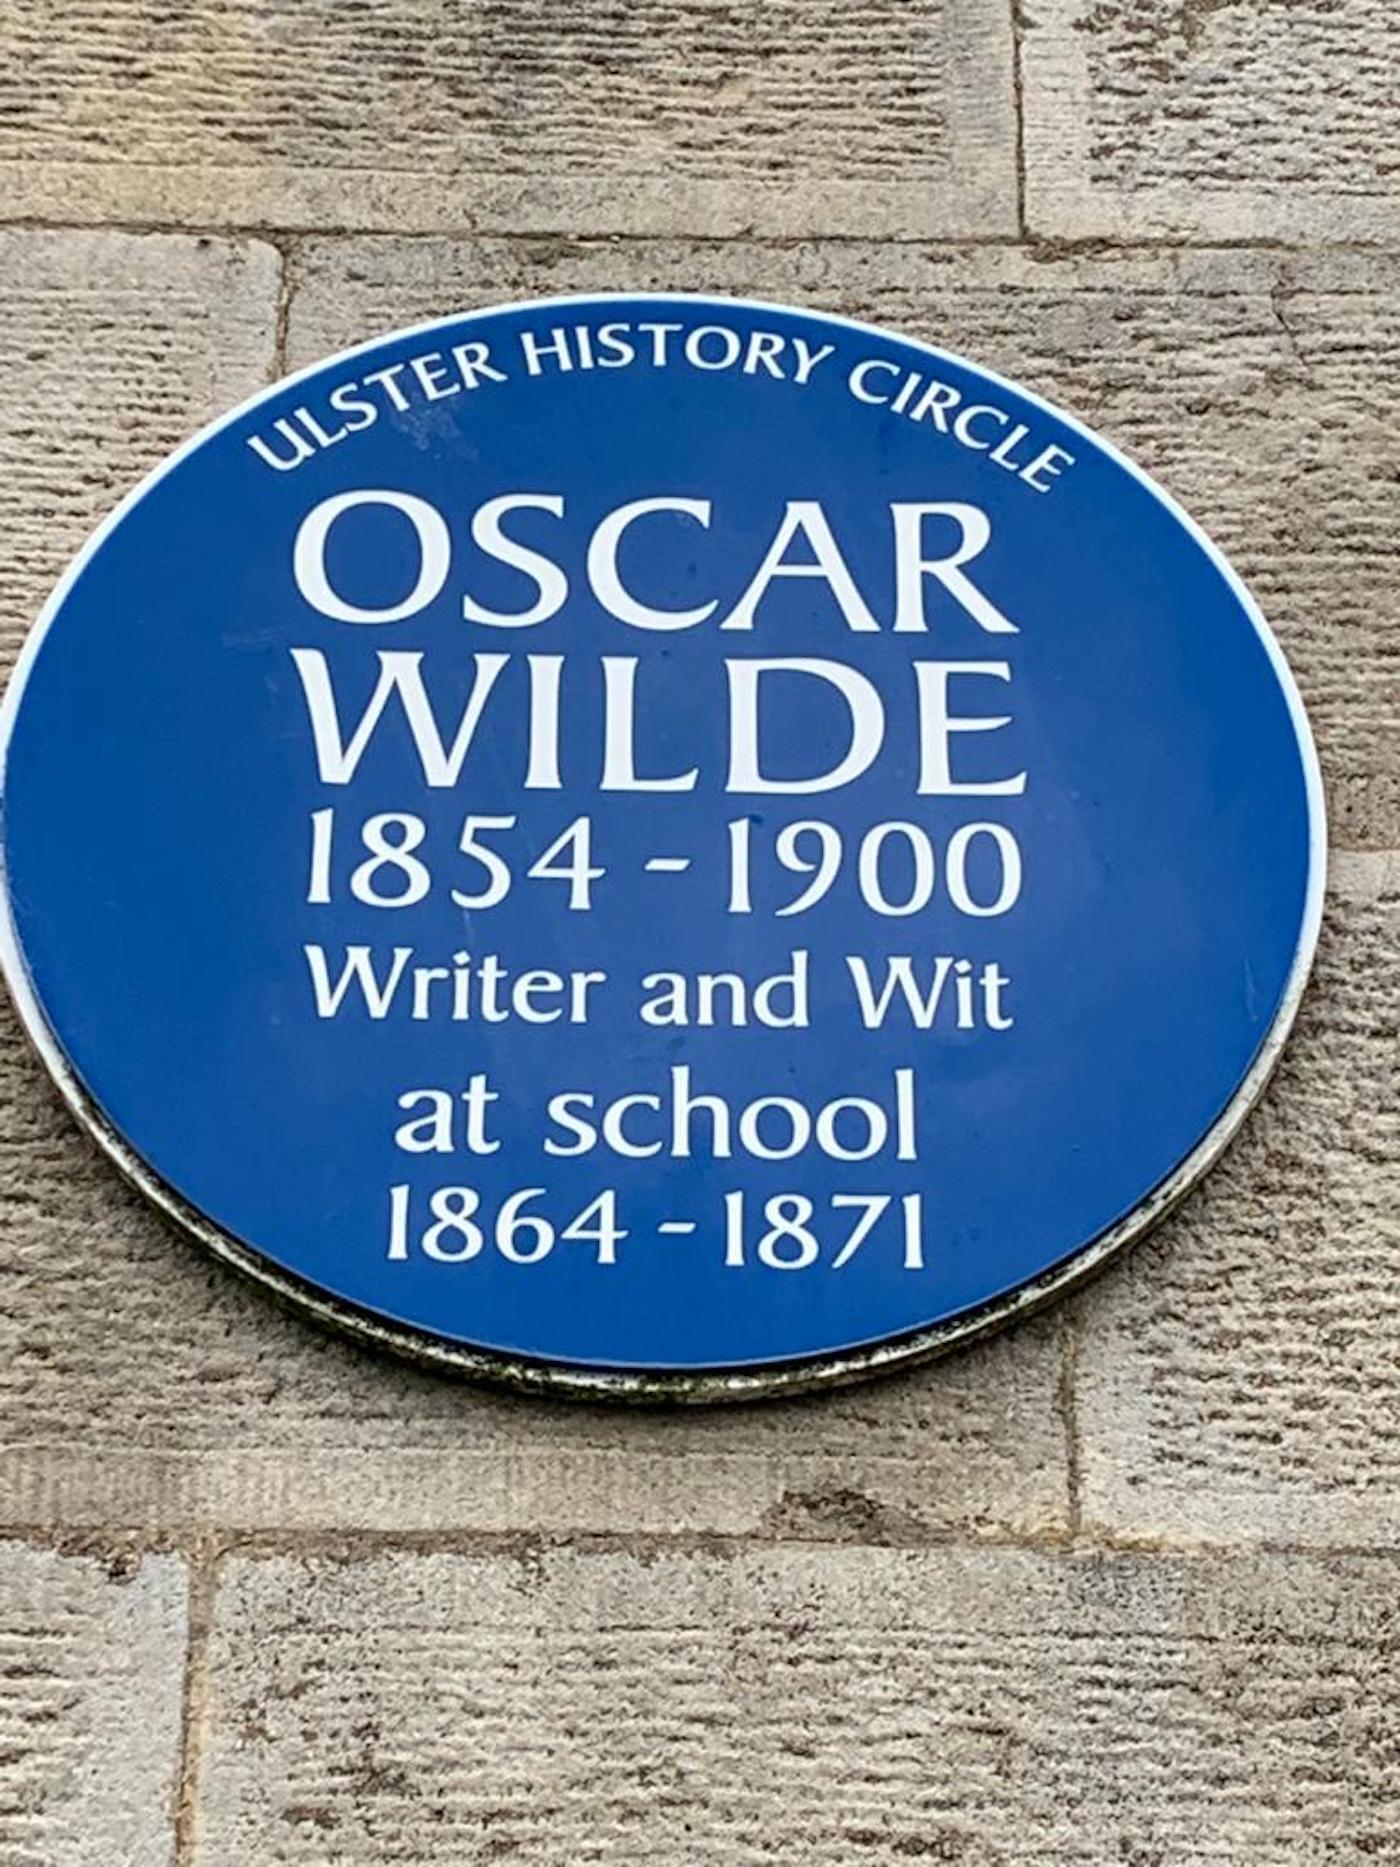 ULSTER HISTORY CIRCLE
OSCAR
WILDE
1854 - 1900
Writer and Wit
at school
1864 - 1871